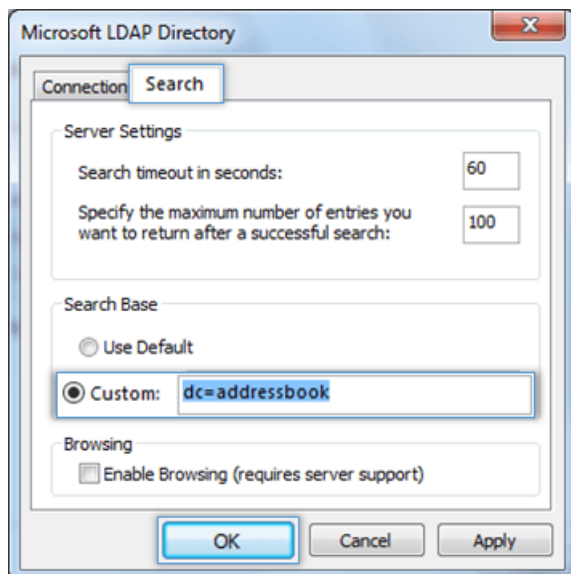 Microsoft LDAP Directory
Connection
Search
Server Settings
Search timeout in seconds:
60
Specify the maximum number of entries you
want to return after a successful search:
100
Search Base
Use Default
Custom:
dc=addressbook
Browsing
Enable Browsing (requires server support)
OK
Cancel
Apply